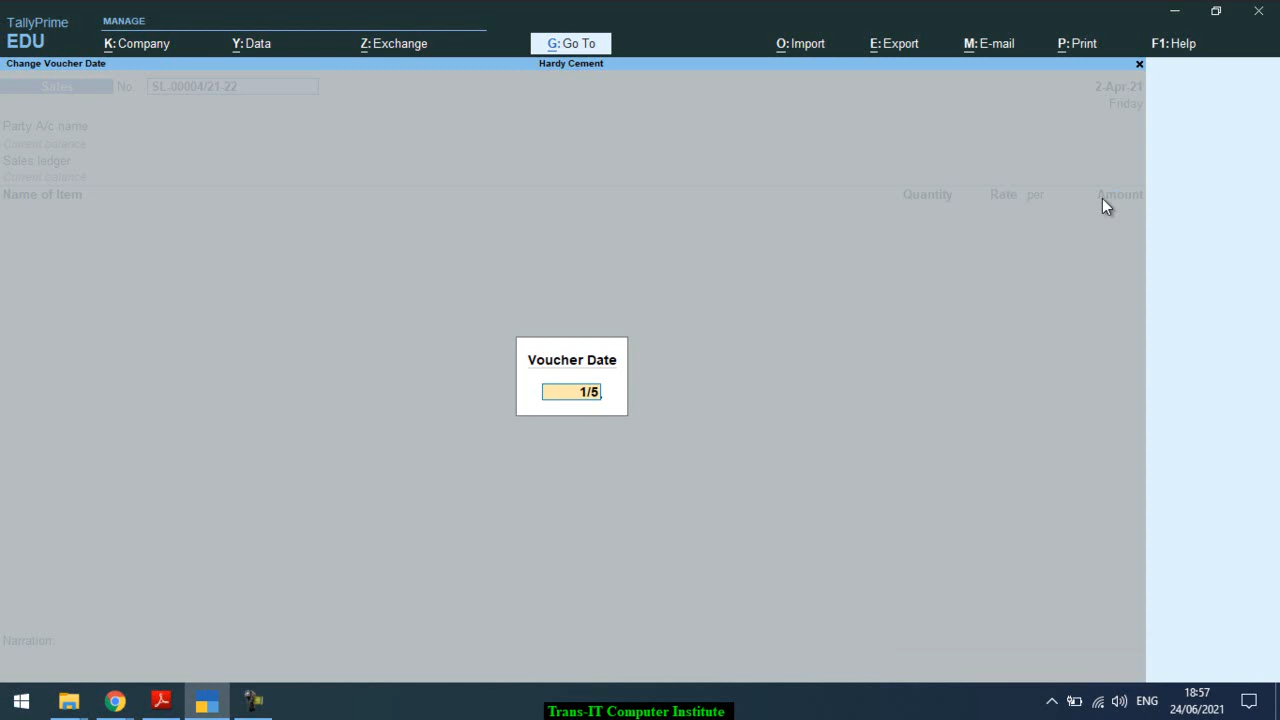 TallyPrime
EDU
MANAGE
K: Company
Y: Data
Z: Exchange
G: Go To
O: Import
E: Export
M: E-mail
P: Print
F1: Help
Change Voucher Date
Hardy Cement
×
Sales No. SL-00004/21-22
2-Apr-21
Friday
Party A/c name
Current balance
Sales ledger
Current balance
Name of Item Quantity Rate per Amount
Voucher Date
1/5
Narration:
ENG
18:57
24/06/2021
Trans-IT Computer Institute